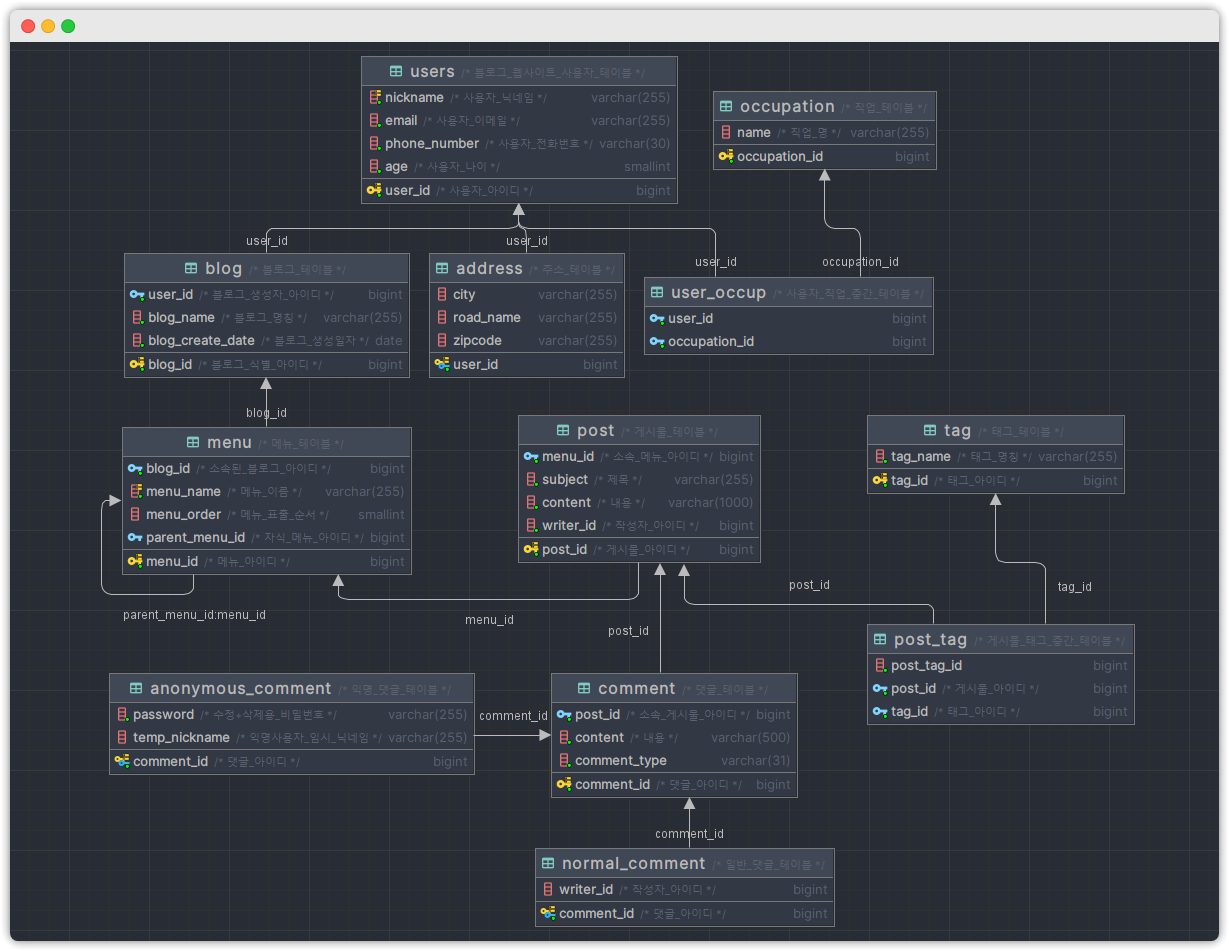 users /* 블로그_웹사이트_사용자_테이블 */
nickname /* 사용자_닉네임 */ varchar(255)
email /* 사용자_이메일 */ varchar(255)
phone_number /* 사용자_전화번호 */ varchar(30)
age /* 사용자_나이 */ smallint
user_id /* 사용자_아이디 */ bigint
occupation /* 직업_테이블 */
name /* 직업_명 */ varchar(255)
occupation_id bigint
user_id
user_id
user_id
occupation_id
blog /* 블로그_테이블 */
user_id /* 블로그_생성자_아이디 */ bigint
blog_name /* 블로그_명칭 */ varchar(255)
blog_create_date /* 블로그_생성일자 */ date
blog_id /* 블로그_식별_아이디 */ bigint
address /* 주소_테이블 */
city varchar(255)
road_name varchar(255)
zipcode varchar(255)
user_id bigint
user_occup /* 사용자_직업_중간_테이블 */
user_id bigint
occupation_id bigint
blog_id
menu /* 메뉴_테이블 */
blog_id /* 소속된_블로그_아이디 */ bigint
menu_name /* 메뉴_이름 */ varchar(255)
menu_order /* 메뉴_표출_순서 */ smallint
parent_menu_id /* 자식_메뉴_아이디 */ bigint
menu_id /* 메뉴_아이디 */ bigint
parent_menu_id:menu_id
post /* 게시물_테이블 */
menu_id /* 소속_메뉴_아이디 */ bigint
subject /* 제목 */ varchar(255)
content /* 내용 */ varchar(1000)
writer_id /* 작성자_아이디 */ bigint
post_id /* 게시물_아이디 */ bigint
tag /* 태그_테이블 */
tag_name /* 태그_명칭 */ varchar(255)
tag_id /* 태그_아이디 */ bigint
menu_id
post_id
post_id
tag_id
post_tag /* 게시물_태그_중간_테이블 */
post_tag_id bigint
post_id /* 게시물_아이디 */ bigint
tag_id /* 태그_아이디 */ bigint
anonymous_comment /* 익명_댓글_테이블 */
password /* 수정+삭제용_비밀번호 */ varchar(255)
temp_nickname /* 익명사용자_임시_닉네임 */ varchar(255)
comment_id /* 댓글_아이디 */ bigint
comment_id
comment /* 댓글_테이블 */
post_id /* 소속_게시물_아이디 */ bigint
content /* 내용 */ varchar(500)
comment_type varchar(31)
comment_id /* 댓글_아이디 */ bigint
comment_id
normal_comment /* 일반_댓글_테이블 */
writer_id /* 작성자_아이디 */ bigint
comment_id /* 댓글_아이디 */ bigint